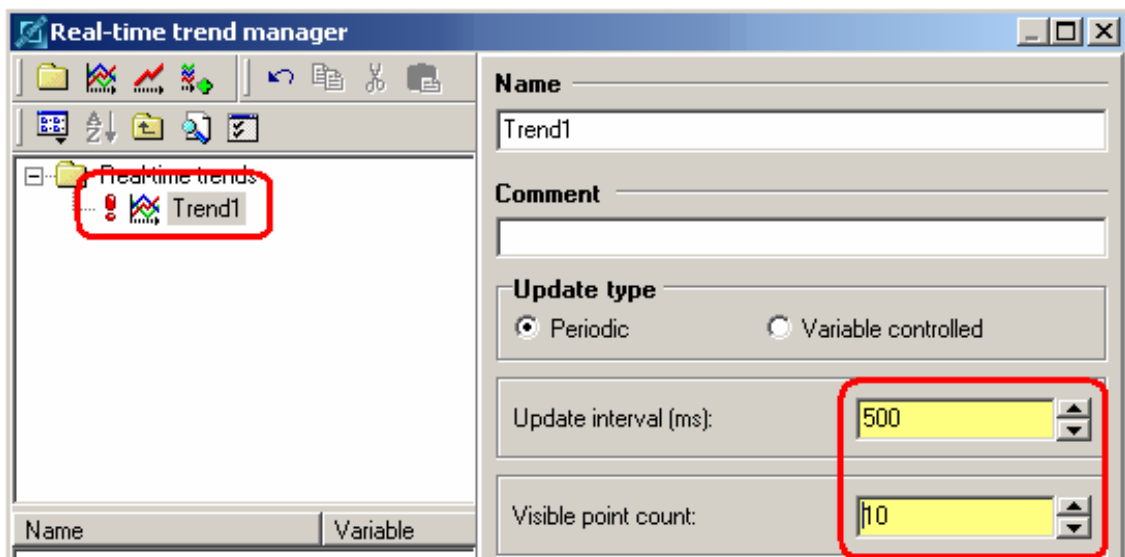 Real-time trend manager
Name
Trend1
Real-time trends
Trend1
Comment
Update type
Periodic Variable controlled
Update interval (ms): 500
Visible point count: 10
Name Variable